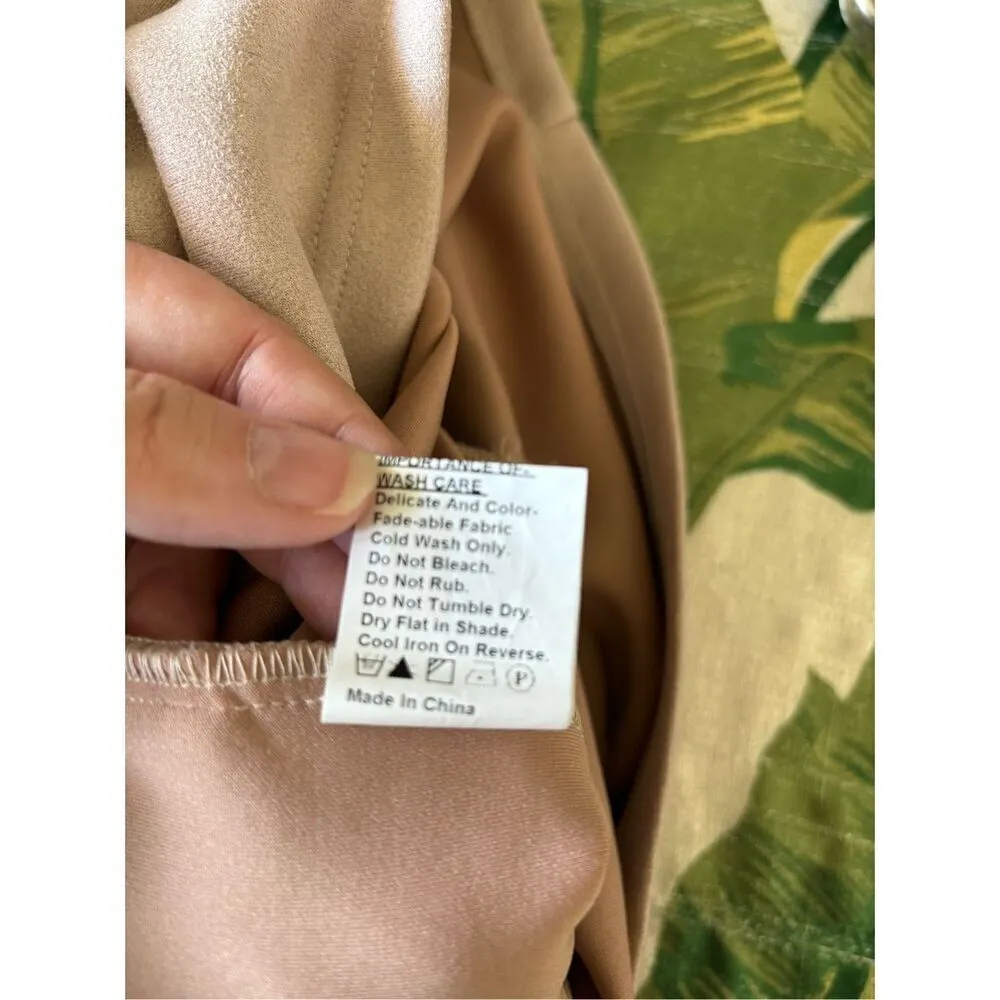 IMPORTANCE OF
WASH CARE
Delicate And Color-
Fade-able Fabric
Cold Wash Only.
Do Not Bleach.
Do Not Rub.
Do Not Tumble Dry.
Dry Flat in Shade.
Cool Iron On Reverse.
P
Made In China